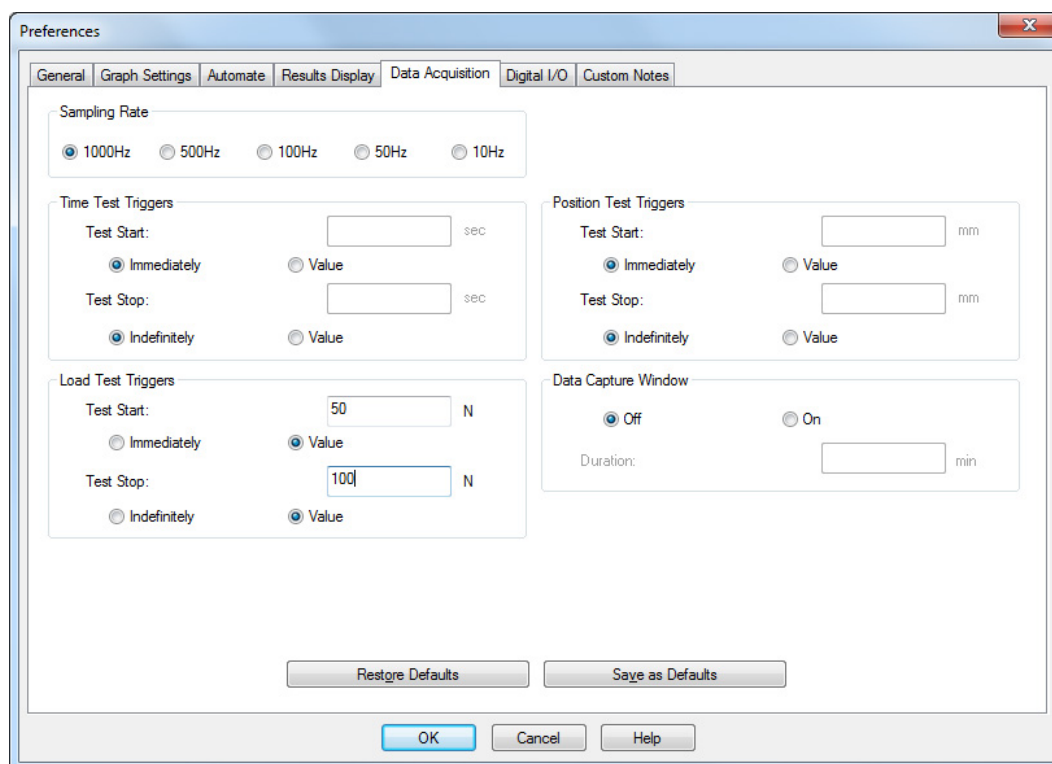 Preferences
General Graph Settings Automate Results Display Data Acquisition Digital I/O Custom Notes
Sampling Rate
1000Hz 500Hz 100Hz 50Hz 10Hz
Time Test Triggers
Test Start: sec
Immediately Value
Test Stop: sec
Indefinitely Value
Position Test Triggers
Test Start: mm
Immediately Value
Test Stop: mm
Indefinitely Value
Load Test Triggers
Test Start: 50 N
Immediately Value
Test Stop: 100 N
Indefinitely Value
Data Capture Window
Off On
Duration: min
Restore Defaults Save as Defaults
OK Cancel Help